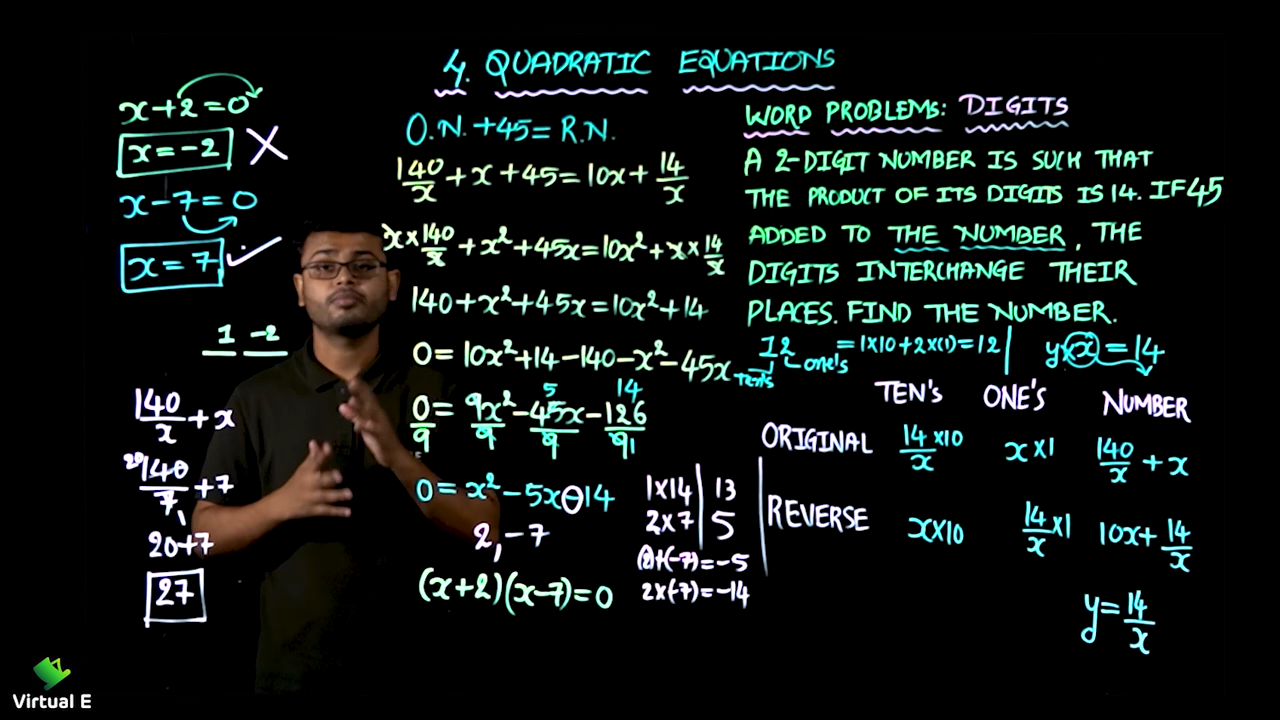 4. QUADRATIC EQUATIONS
x+2=0
x=-2
x-7=0
x=7
1 -2
140/x + x
20
140/7 + 7
1
20+7
27
O.N. +45= R.N.
140/x + x + 45 = 10x + 14/x
x × 140/x + x² + 45x = 10x² + x × 14/x
140 + x² + 45x = 10x² + 14
0 = 10x² + 14 - 140 - x² - 45x
5 14
0/9 = 9x²/9 - 45x/9 - 126/9
1
0 = x² - 5x - 14
2, -7
(x+2)(x-7)=0
1×14 | 13
2×7 | 5
(2)+(-7)=-5
2×(-7)=-14
WORD PROBLEMS: DIGITS
A 2-DIGIT NUMBER IS SUCH THAT
THE PRODUCT OF ITS DIGITS IS 14. IF 45
ADDED TO THE NUMBER, THE
DIGITS INTERCHANGE THEIR
PLACES. FIND THE NUMBER.
12 one's = 1×10+2×(1)=12
Ten's
y×x = 14
TEN's ONE's NUMBER
ORIGINAL 14/x ×10 x×1 140/x + x
REVERSE x×10 14/x ×1 10x + 14/x
y = 14/x
Virtual E